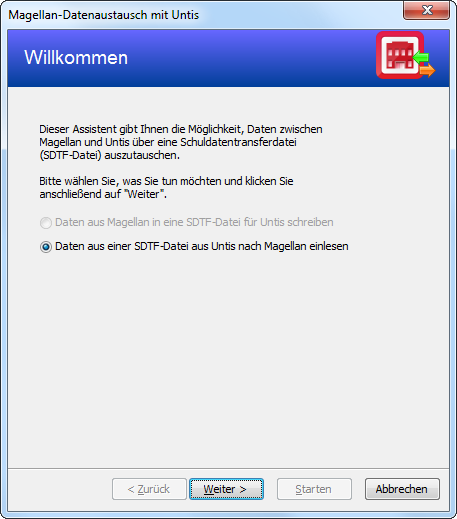 Magellan-Datenaustausch mit Untis
Willkommen
Dieser Assistent gibt Ihnen die Möglichkeit, Daten zwischen
Magellan und Untis über eine Schuldatentransferdatei
(SDTF-Datei) auszutauschen.
Bitte wählen Sie, was Sie tun möchten und klicken Sie
anschließend auf "Weiter".
Daten aus Magellan in eine SDTF-Datei für Untis schreiben
Daten aus einer SDTF-Datei aus Untis nach Magellan einlesen
< Zurück Weiter > Starten Abbrechen